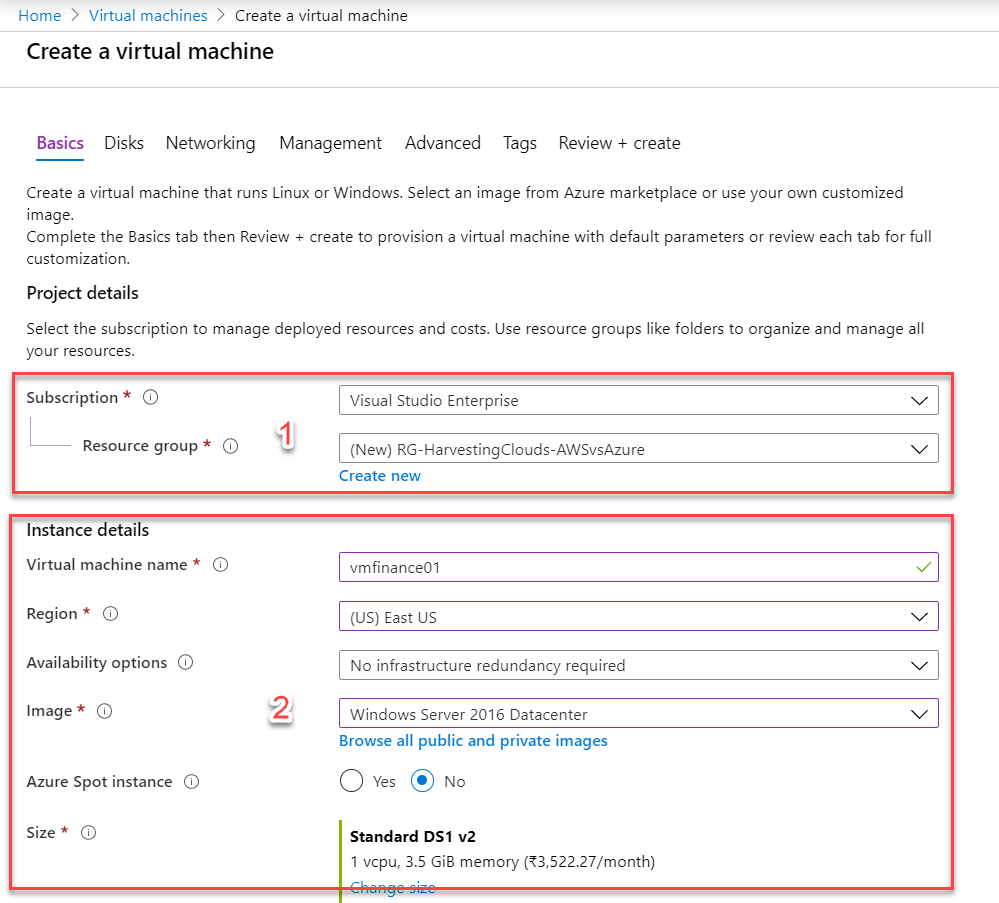 Home > Virtual machines > Create a virtual machine
Create a virtual machine
Basics Disks Networking Management Advanced Tags Review + create
Create a virtual machine that runs Linux or Windows. Select an image from Azure marketplace or use your own customized
image.
Complete the Basics tab then Review + create to provision a virtual machine with default parameters or review each tab for full
customization.
Project details
Select the subscription to manage deployed resources and costs. Use resource groups like folders to organize and manage all
your resources.
Subscription * Visual Studio Enterprise
1
Resource group * (New) RG-HarvestingClouds-AWSvsAzure
Create new
Instance details
Virtual machine name * vmfinance01
Region * (US) East US
Availability options No infrastructure redundancy required
2
Image * Windows Server 2016 Datacenter
Browse all public and private images
Azure Spot instance Yes No
Size * Standard DS1 v2
1 vcpu, 3.5 GiB memory (₹3,522.27/month)
Change size